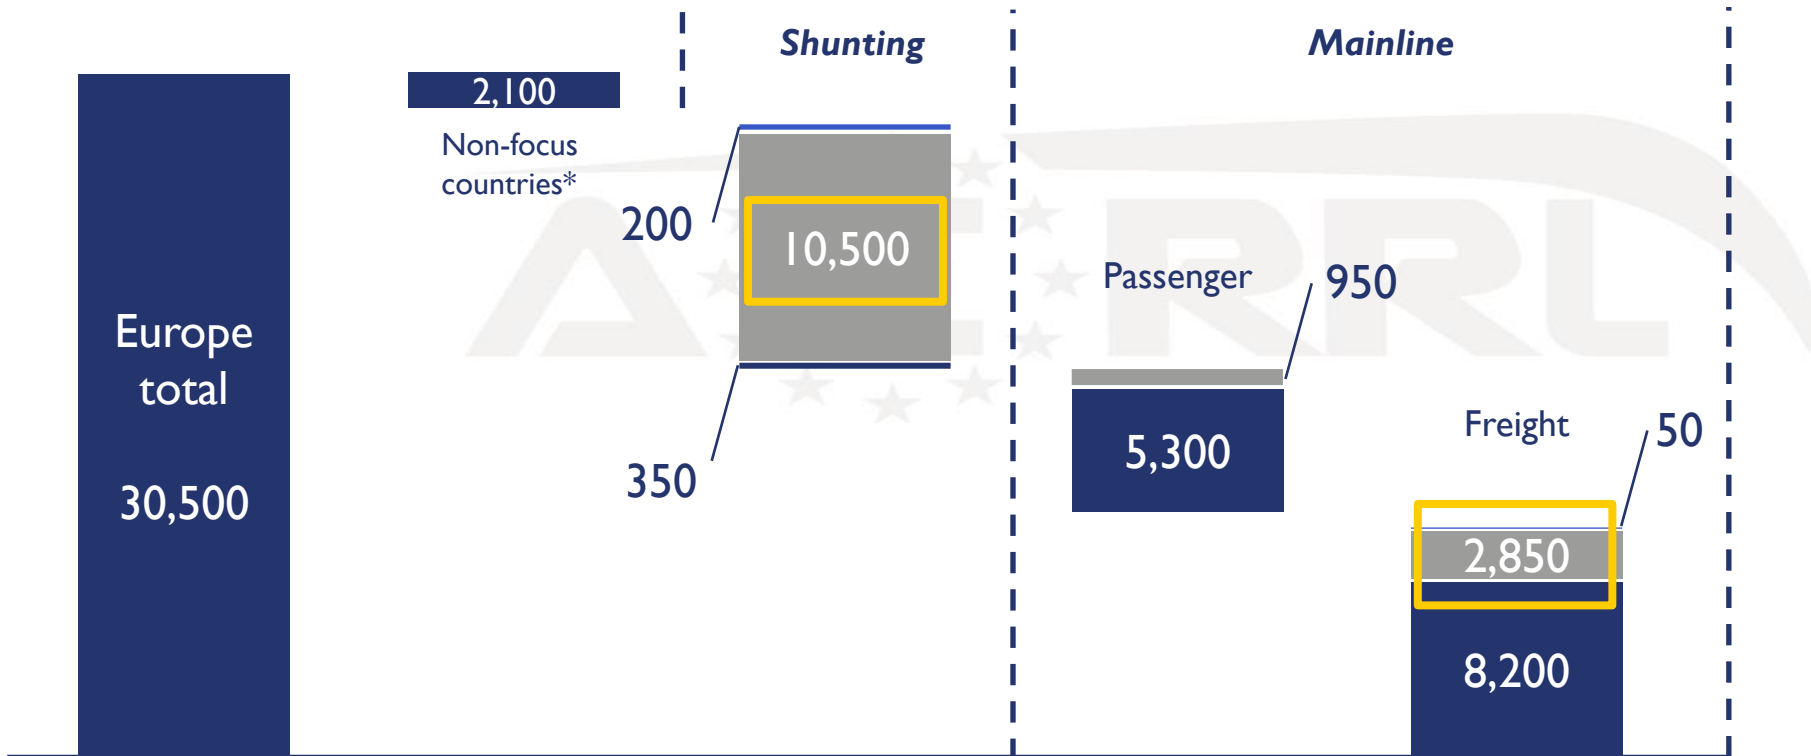 Shunting
Mainline
2,100
Non-focus
countries*
200
10,500
350
Europe
total
30,500
Passenger
950
5,300
Freight
50
2,850
8,200